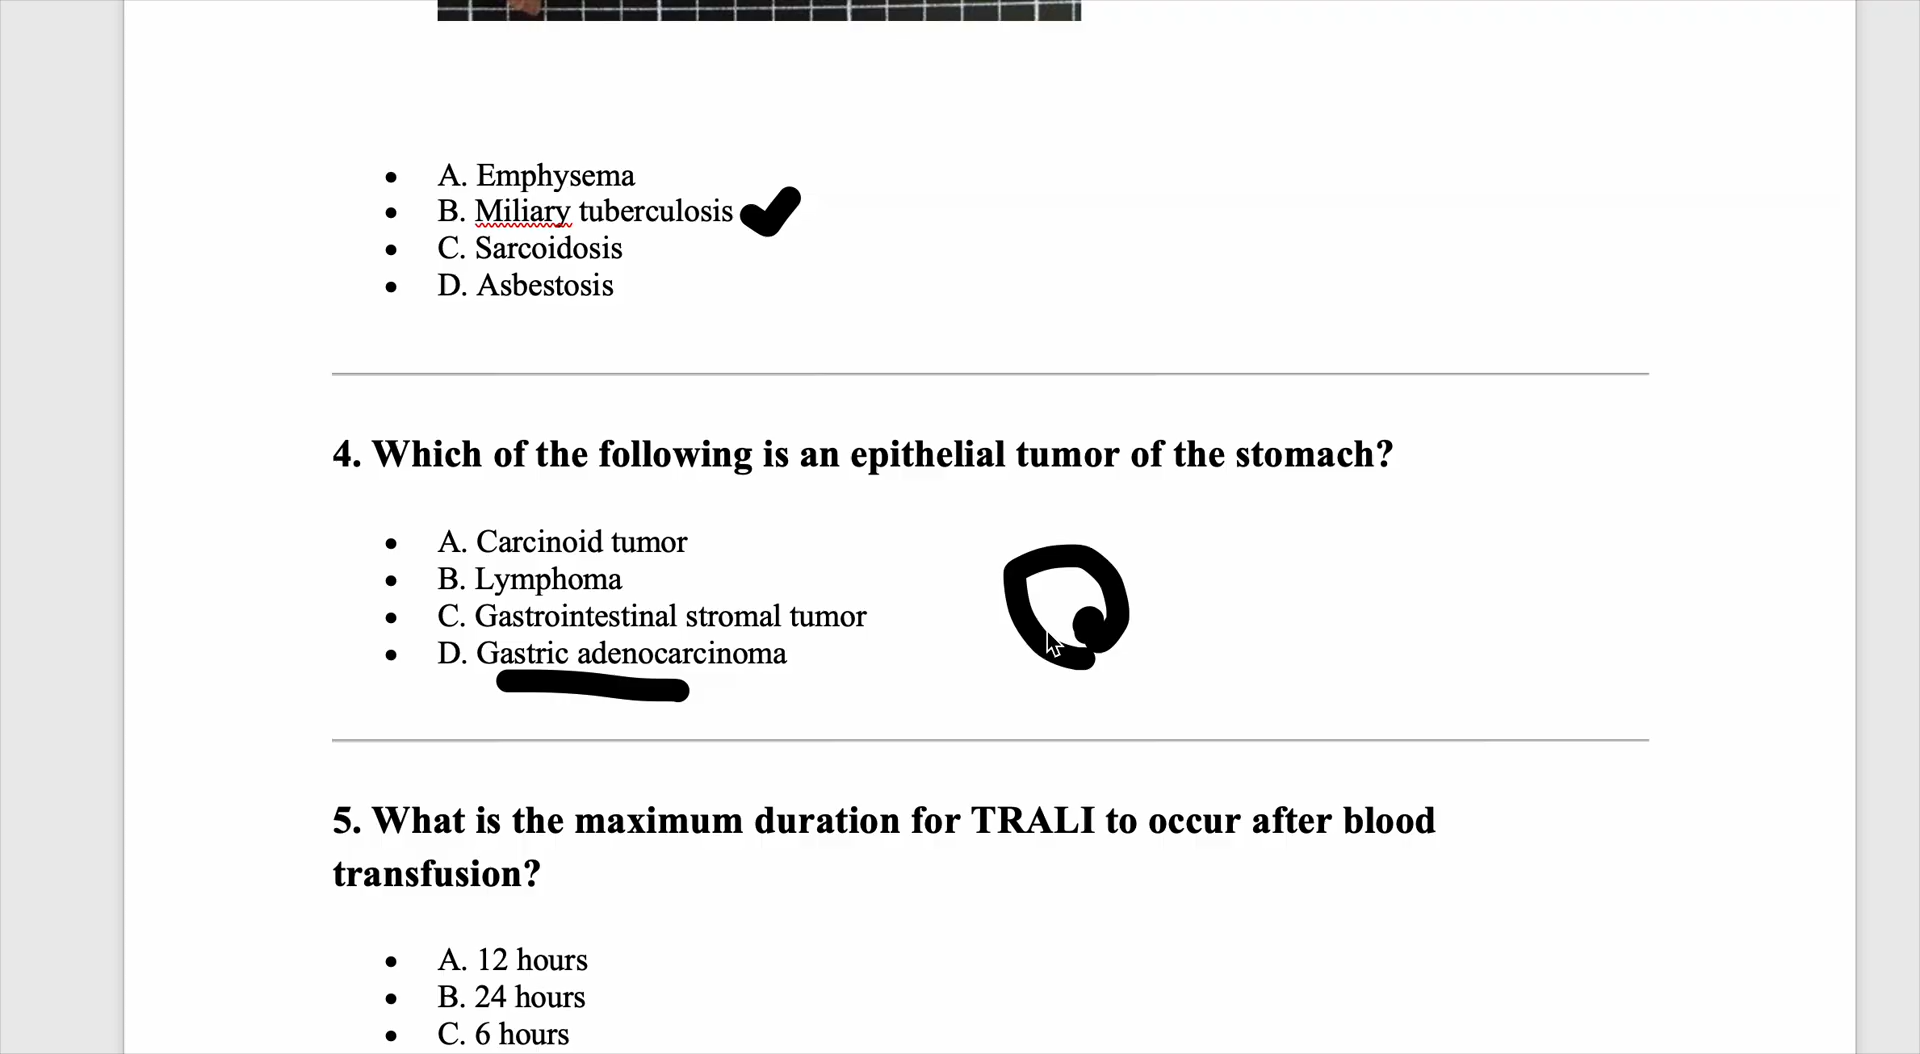 A. Emphysema
B. Miliary tuberculosis
C. Sarcoidosis
D. Asbestosis
4. Which of the following is an epithelial tumor of the stomach?
A. Carcinoid tumor
B. Lymphoma
C. Gastrointestinal stromal tumor
D. Gastric adenocarcinoma
5. What is the maximum duration for TRALI to occur after blood
transfusion?
A. 12 hours
B. 24 hours
C. 6 hours